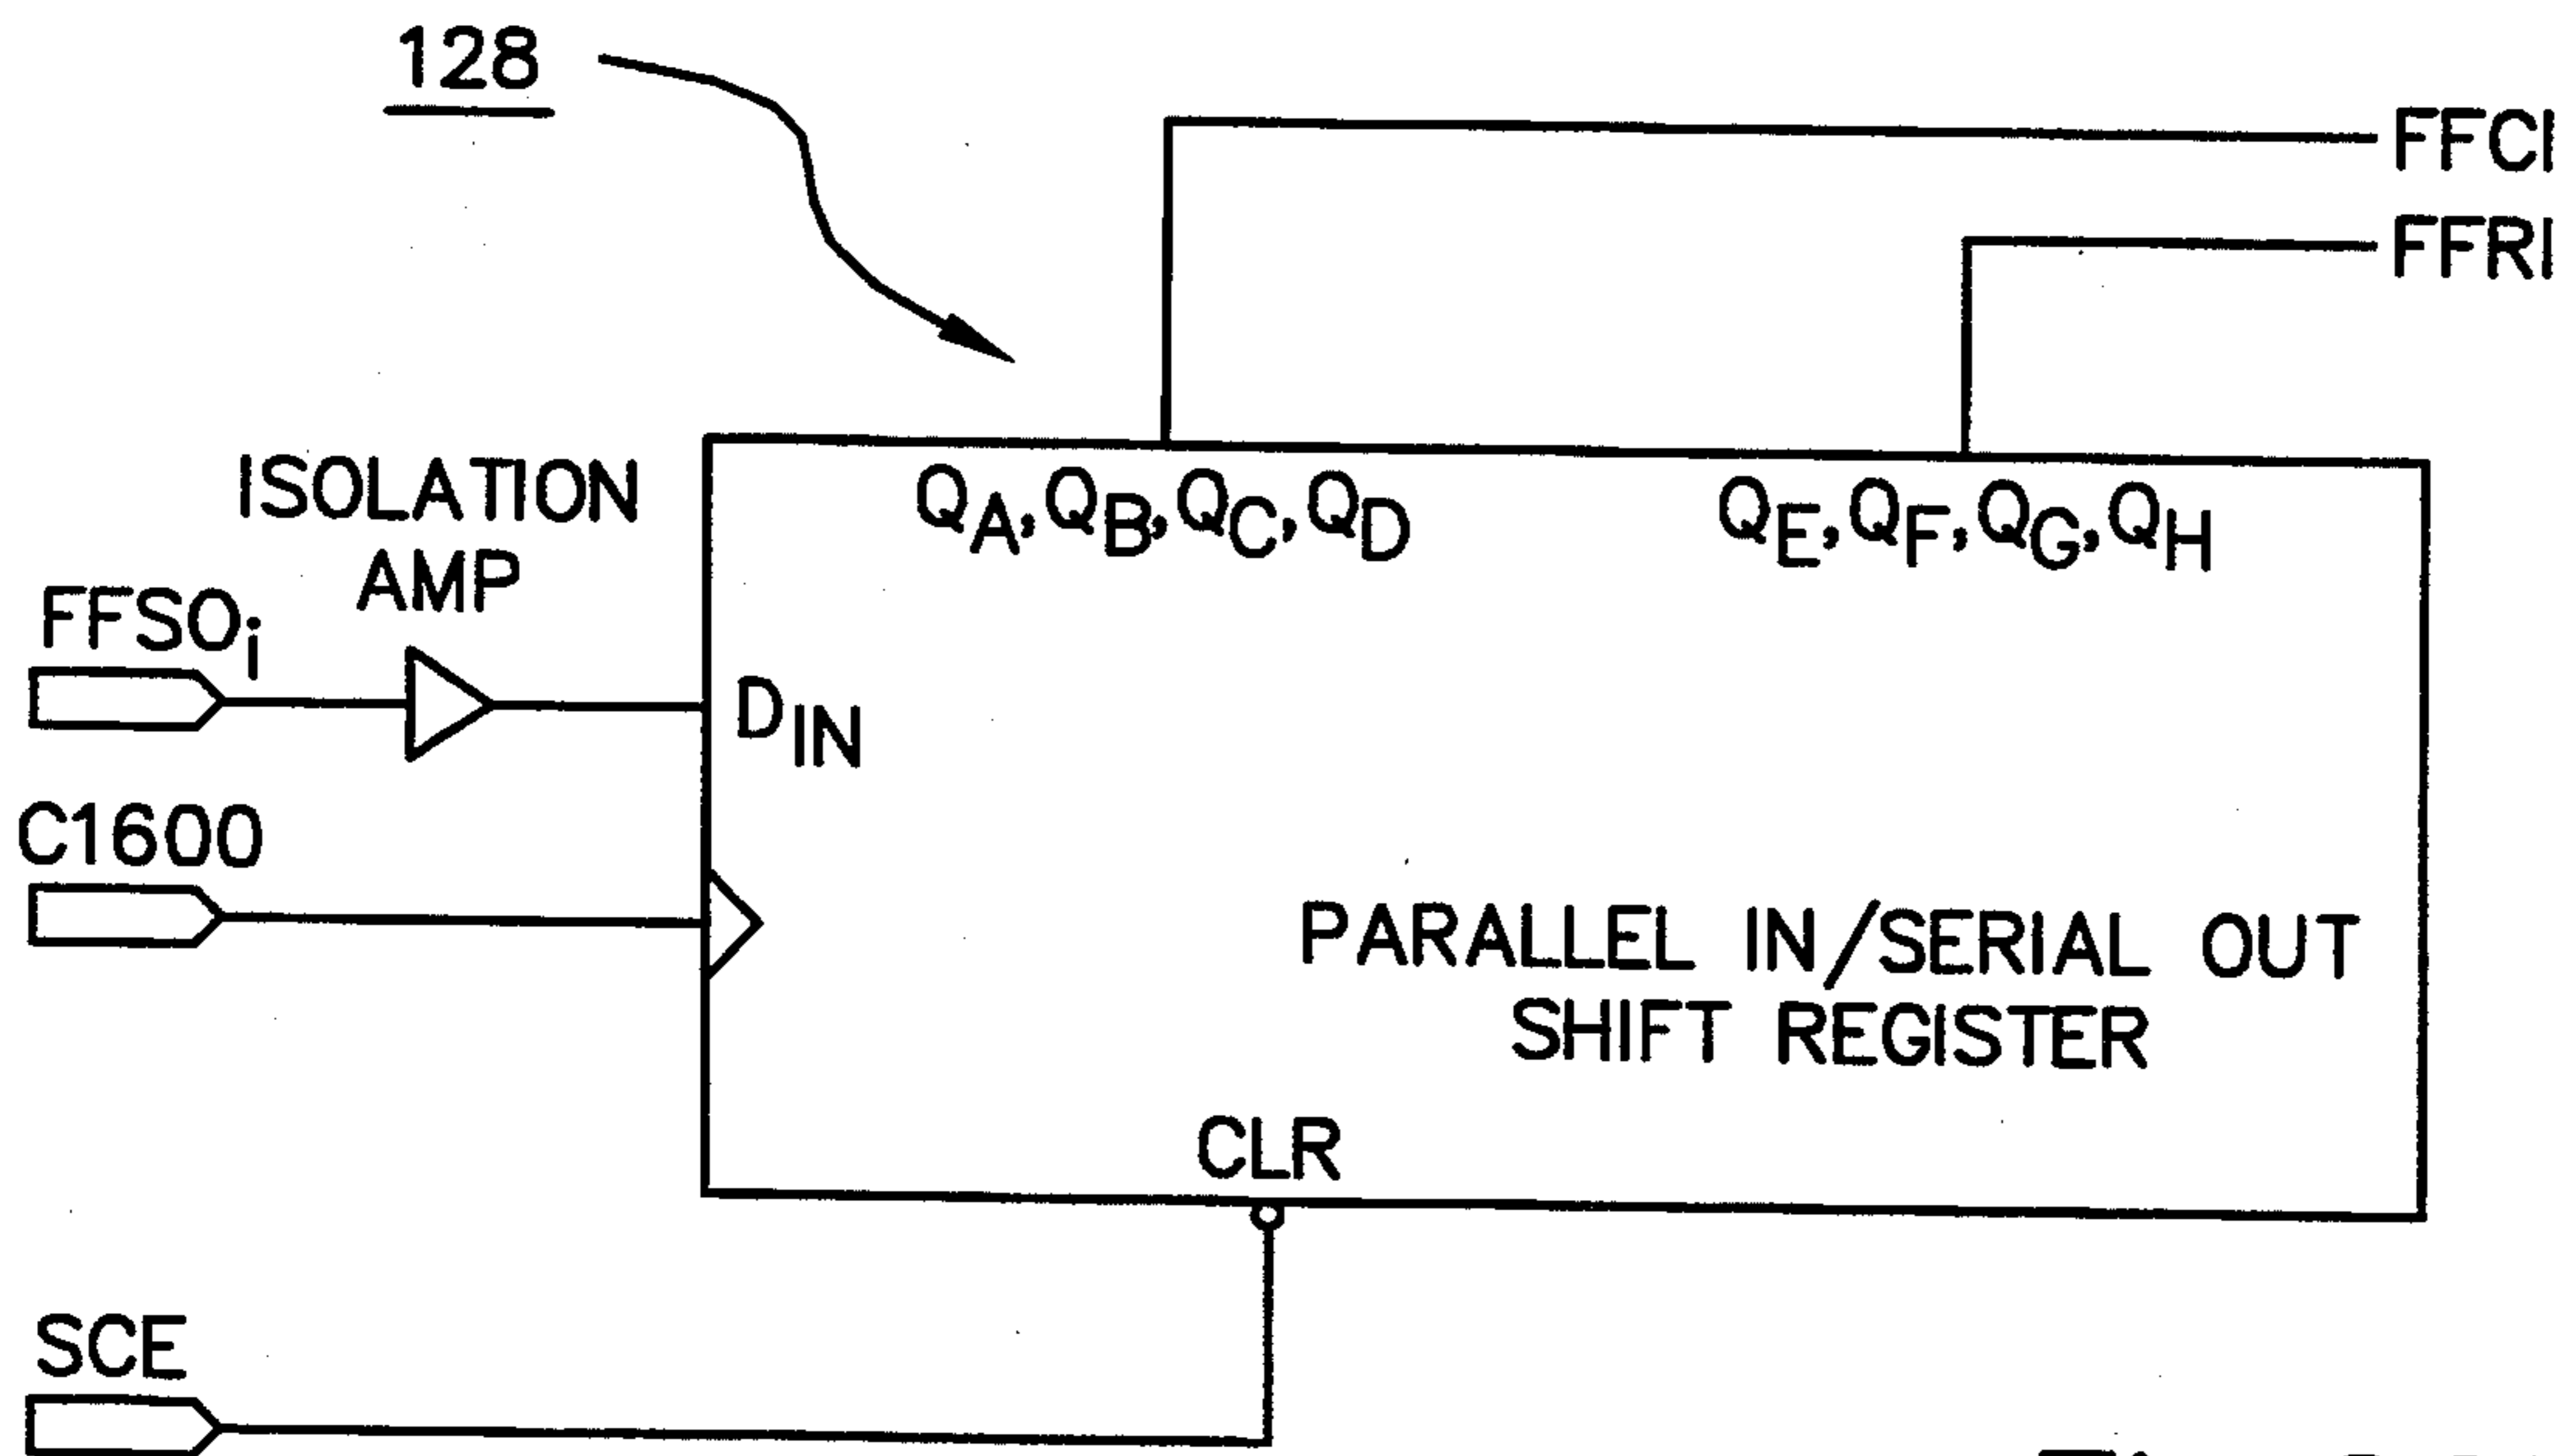 128
FFCI
FFRI
ISOLATION
AMP
QA, QB, QC, QD
QE, QF, QG, QH
FFSOi
DIN
C1600
PARALLEL IN/SERIAL OUT
SHIFT REGISTER
CLR
SCE